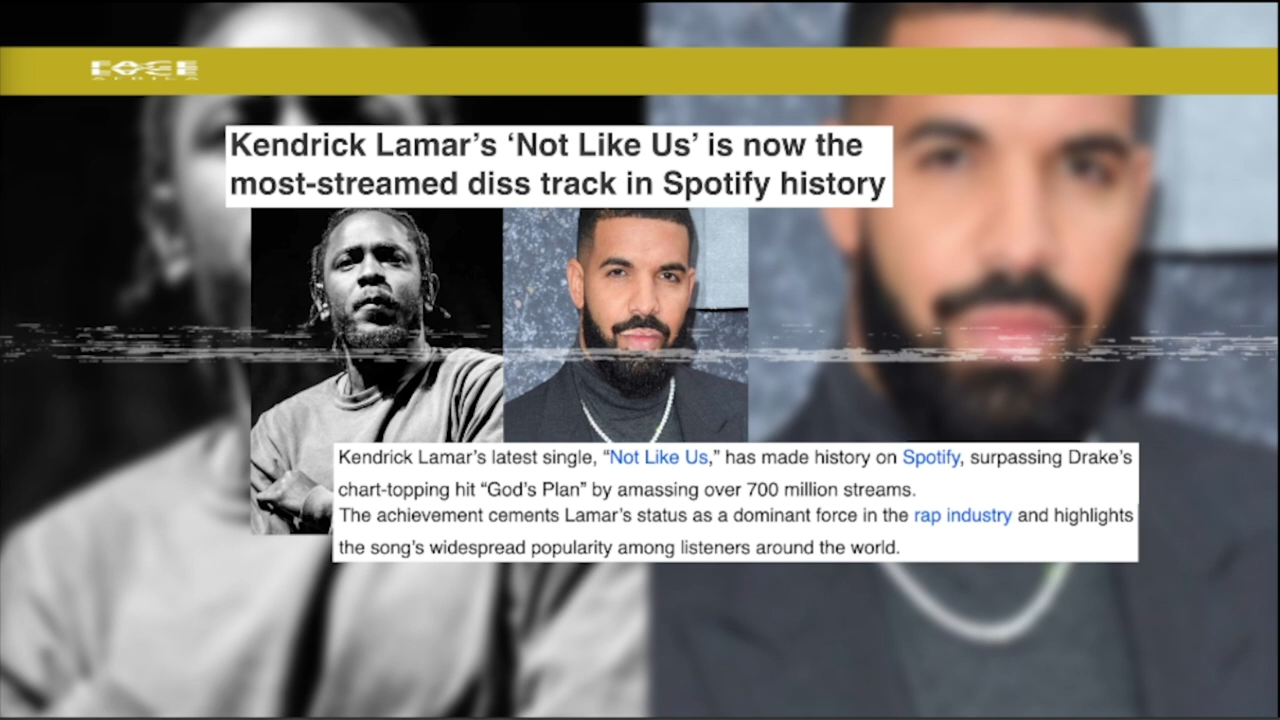 Kendrick Lamar’s ‘Not Like Us’ is now the
most-streamed diss track in Spotify history
Kendrick Lamar’s latest single, “Not Like Us,” has made history on Spotify, surpassing Drake’s
chart-topping hit “God’s Plan” by amassing over 700 million streams.
The achievement cements Lamar’s status as a dominant force in the rap industry and highlights
the song’s widespread popularity among listeners around the world.